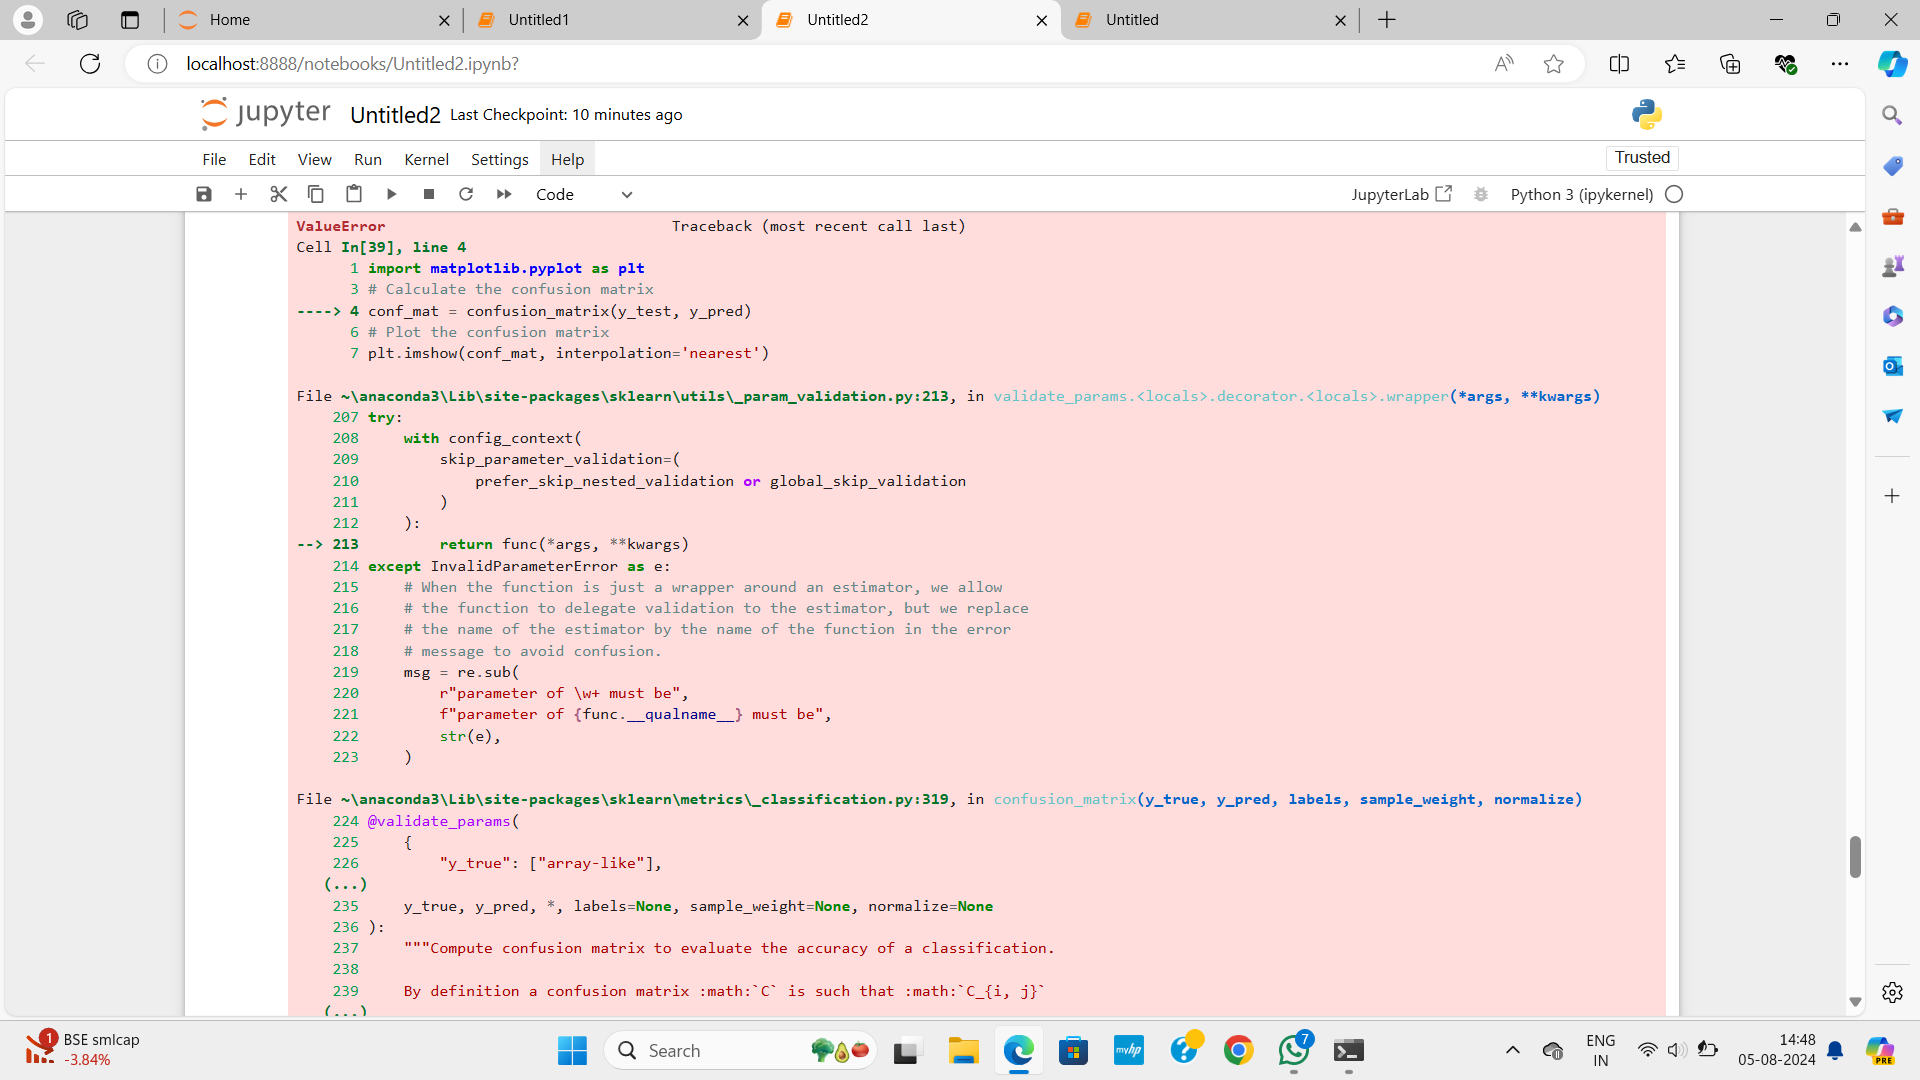 Home
Untitled1
Untitled2
Untitled
localhost:8888/notebooks/Untitled2.ipynb?
jupyter Untitled2 Last Checkpoint: 10 minutes ago
File Edit View Run Kernel Settings Help
Trusted
Code
JupyterLab
Python 3 (ipykernel)
ValueError Traceback (most recent call last)
Cell In[39], line 4
1 import matplotlib.pyplot as plt
3 # Calculate the confusion matrix
----> 4 conf_mat = confusion_matrix(y_test, y_pred)
6 # Plot the confusion matrix
7 plt.imshow(conf_mat, interpolation='nearest')
File ~\anaconda3\Lib\site-packages\sklearn\utils\_param_validation.py:213, in validate_params.<locals>.decorator.<locals>.wrapper(*args, **kwargs)
207 try:
208 with config_context(
209 skip_parameter_validation=(
210 prefer_skip_nested_validation or global_skip_validation
211 )
212 ):
--> 213 return func(*args, **kwargs)
214 except InvalidParameterError as e:
215 # When the function is just a wrapper around an estimator, we allow
216 # the function to delegate validation to the estimator, but we replace
217 # the name of the estimator by the name of the function in the error
218 # message to avoid confusion.
219 msg = re.sub(
220 r"parameter of \w+ must be",
221 f"parameter of {func.__qualname__} must be",
222 str(e),
223 )
File ~\anaconda3\Lib\site-packages\sklearn\metrics\_classification.py:319, in confusion_matrix(y_true, y_pred, labels, sample_weight, normalize)
224 @validate_params(
225 {
226 "y_true": ["array-like"],
(...)
235 y_true, y_pred, *, labels=None, sample_weight=None, normalize=None
236 ):
237 """Compute confusion matrix to evaluate the accuracy of a classification.
238
239 By definition a confusion matrix :math:`C` is such that :math:`C_{i, j}`
(...)
1
BSE smlcap
-3.84%
Search
myhp
7
ENG
IN
14:48
05-08-2024
PRE